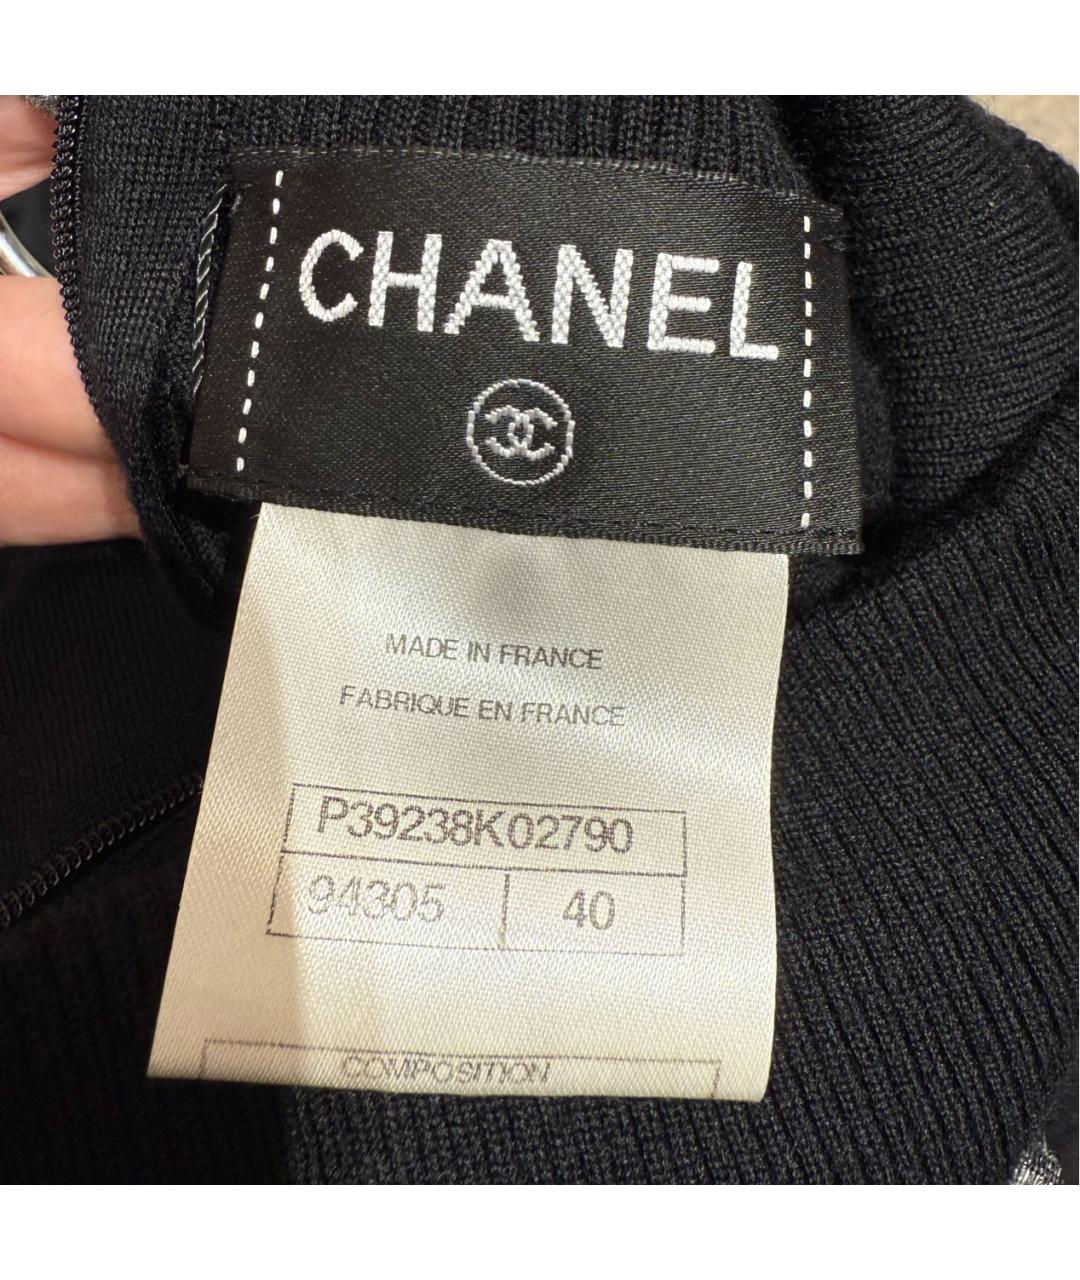 CHANEL
MADE IN FRANCE
FABRIQUE EN FRANCE
P39238K02790
94305 40
COMPOSITION